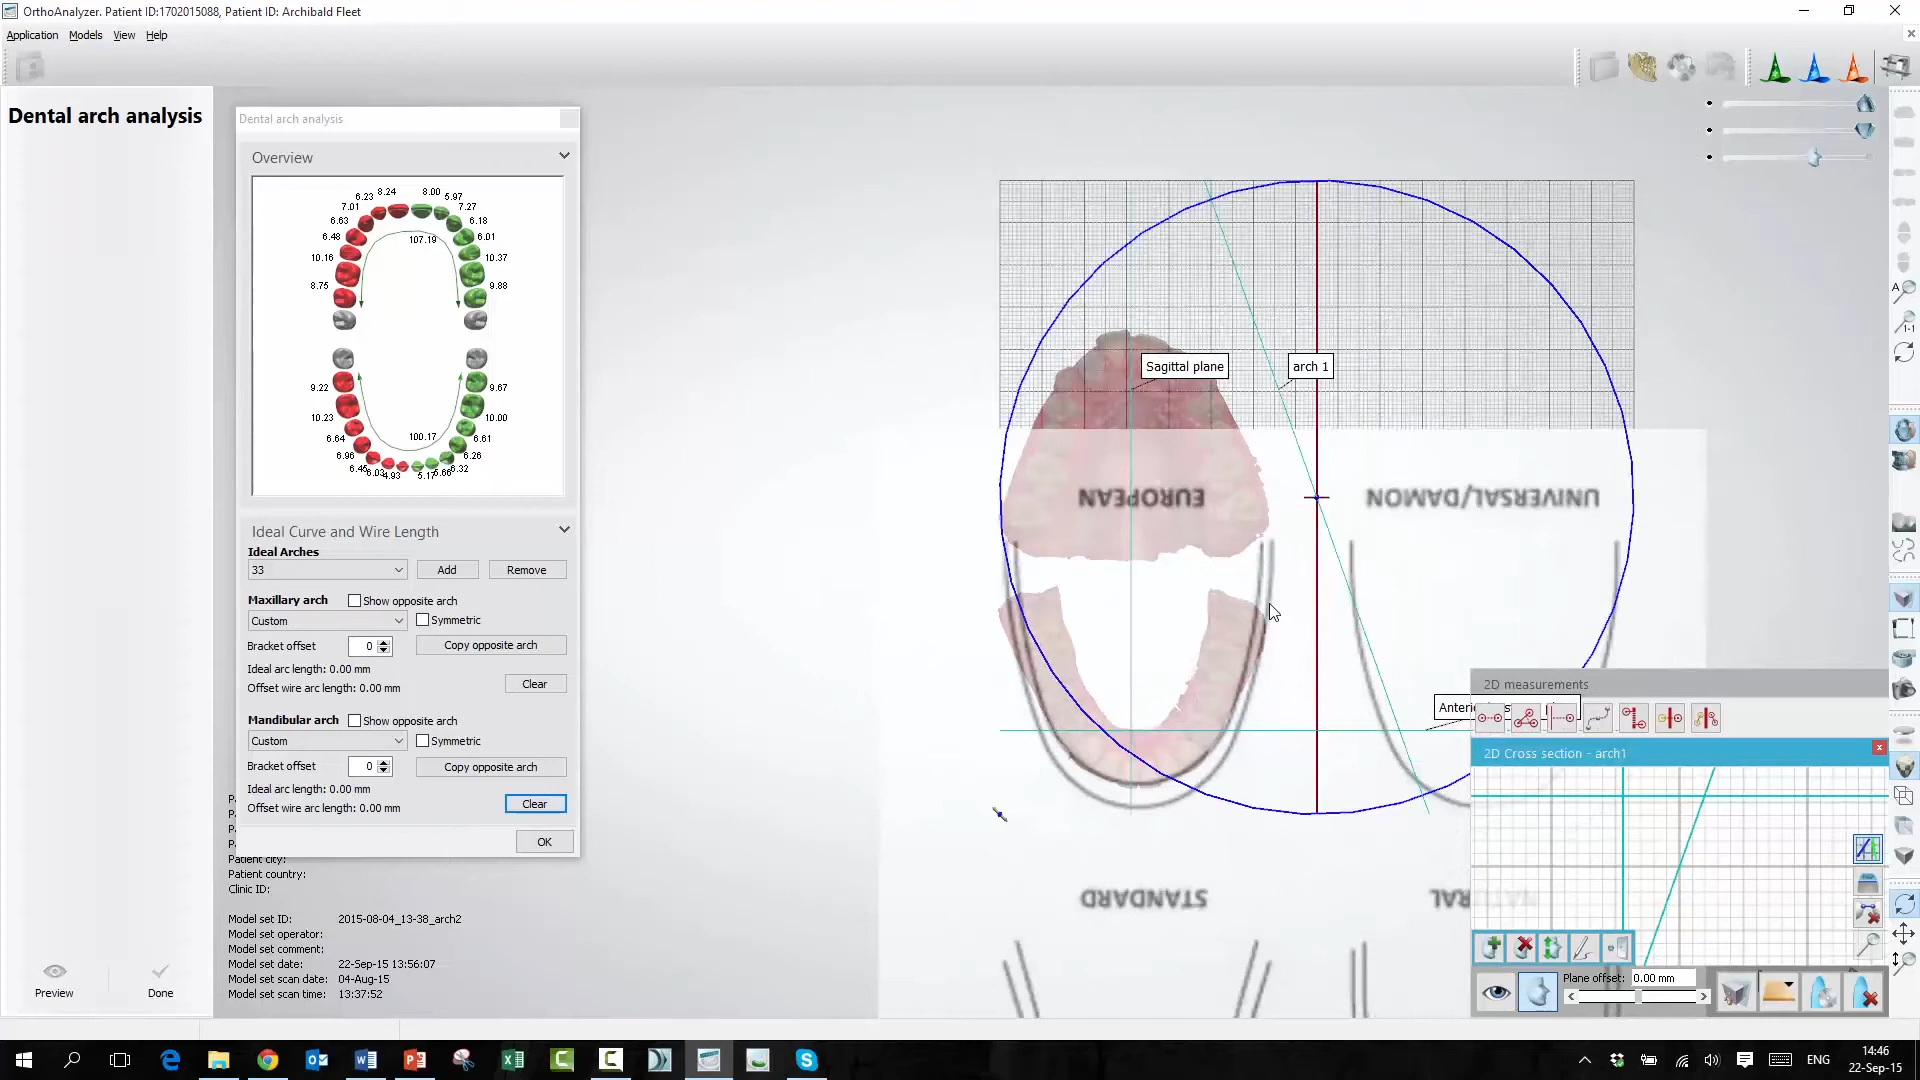 OrthoAnalyzer. Patient ID:1702015088, Patient ID: Archibald Fleet
Application Models View Help
Dental arch analysis
Dental arch analysis
Overview
8.24 8.00
6.23 5.97
7.01 7.27
6.63 6.18
6.48 107.19 6.01
10.16 10.37
8.75 9.88
9.22 9.67
10.23 10.00
6.64 100.17 6.61
6.96 6.26
6.45 6.03 4.93 5.17 5.66 6.32
Ideal Curve and Wire Length
Ideal Arches
33 Add Remove
Maxillary arch Show opposite arch
Custom Symmetric
Bracket offset 0 Copy opposite arch
Ideal arc length: 0.00 mm
Offset wire arc length: 0.00 mm Clear
Mandibular arch Show opposite arch
Custom Symmetric
Bracket offset 0 Copy opposite arch
Ideal arc length: 0.00 mm
Offset wire arc length: 0.00 mm Clear
OK
Patient city:
Patient country:
Clinic ID:
Model set ID: 2015-08-04_13-38_arch2
Model set operator:
Model set comment:
Model set date: 22-Sep-15 13:56:07
Model set scan date: 04-Aug-15
Model set scan time: 13:37:52
Preview Done
Sagittal plane
arch 1
EUROPEAN
UNIVERSAL/DAMON
STANDARD
A
1-1
2D measurements
2D Cross section - arch1
Plane offset: 0.00 mm
ENG
14:46
22-Sep-15